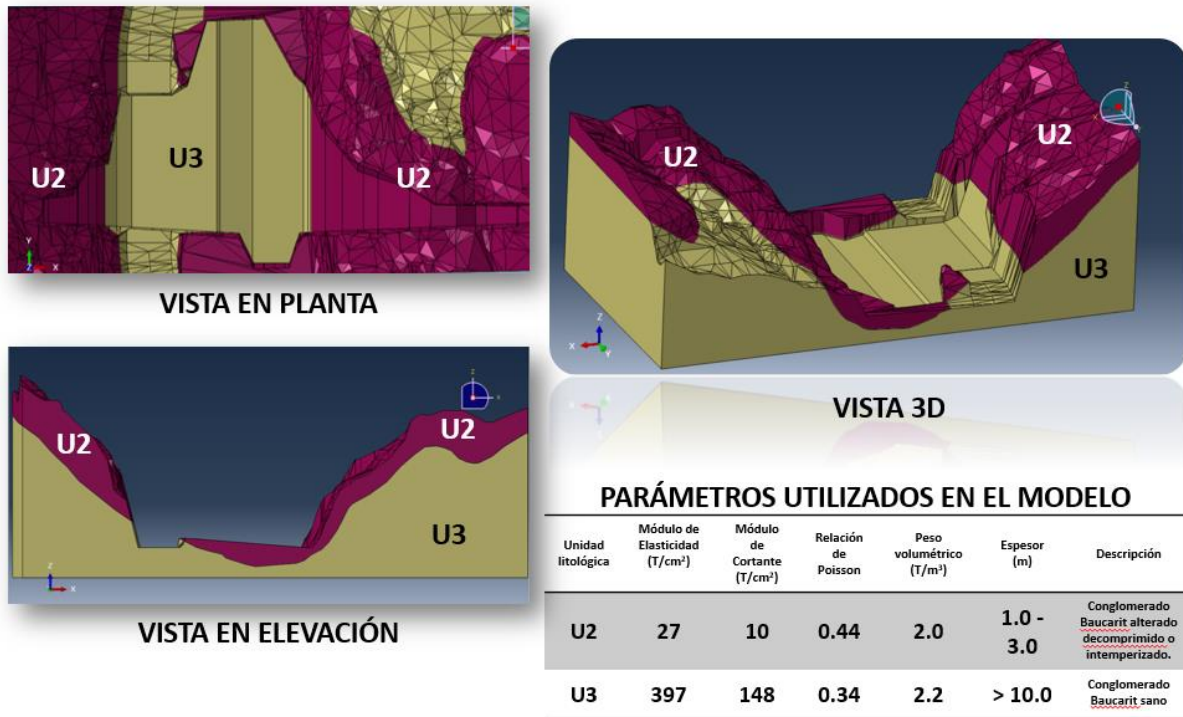 U2
U3
U2
Y
Z
X
VISTA EN PLANTA
U2
U2
U3
Z
X
Z
X
VISTA EN ELEVACIÓN
U2
U2
U3
Z
X
Z
X
Y
VISTA 3D
PARÁMETROS UTILIZADOS EN EL MODELO
Unidad litológica
Módulo de Elasticidad (T/cm²)
Módulo de Cortante (T/cm²)
Relación de Poisson
Peso volumétrico (T/m³)
Espesor (m)
Descripción
U2
27
10
0.44
2.0
1.0 - 3.0
Conglomerado Baucarit alterado decomprimido o intemperizado.
U3
397
148
0.34
2.2
> 10.0
Conglomerado Baucarit sano